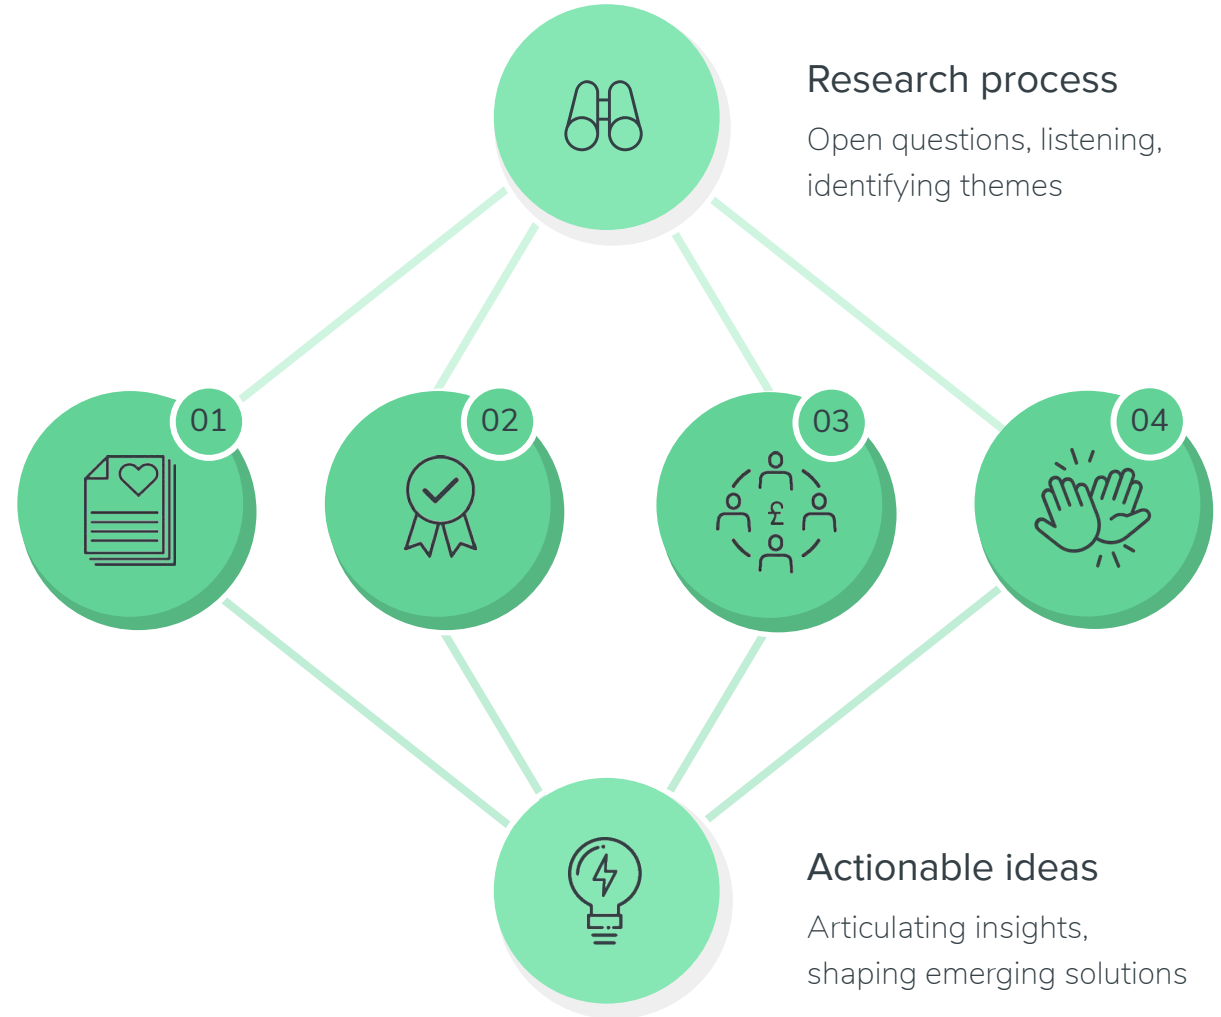 Research process
Open questions, listening,
identifying themes
01
02
03
04
£
Actionable ideas
Articulating insights,
shaping emerging solutions